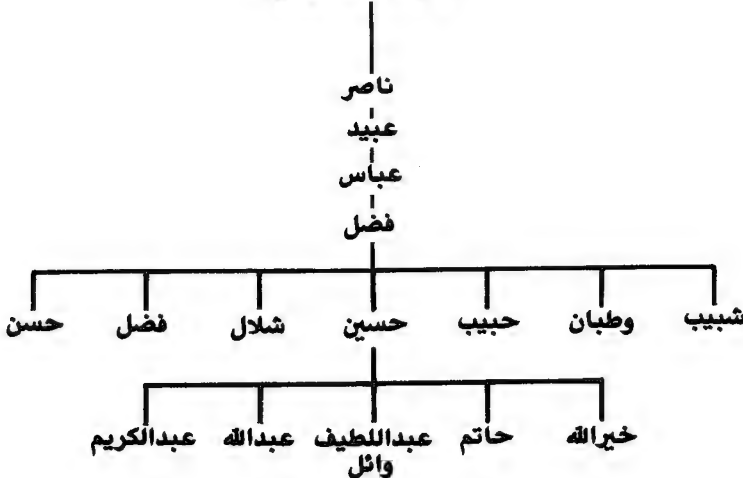 ناصر
عبيد
عباس
فضل
شبيب وطبان حبيب حسين شلال فضل حسن
خيرالله حاتم عبداللطيف عبدالله عبدالكريم
وائل